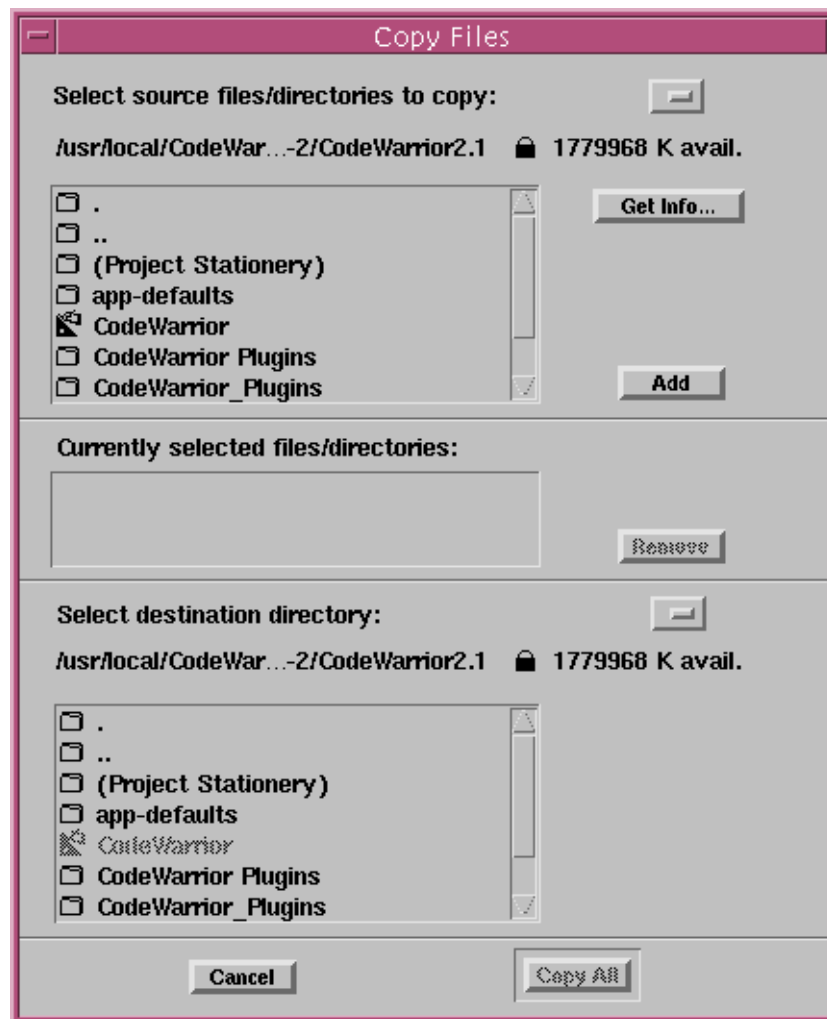 Copy Files
Select source files/directories to copy:
/usr/local/CodeWar...-2/CodeWarrior2.1 1779968 K avail.
.
Get Info...
..
(Project Stationery)
app-defaults
CodeWarrior
CodeWarrior Plugins
CodeWarrior_Plugins
Add
Currently selected files/directories:
Remove
Select destination directory:
/usr/local/CodeWar...-2/CodeWarrior2.1 1779968 K avail.
.
..
(Project Stationery)
app-defaults
CodeWarrior
CodeWarrior Plugins
CodeWarrior_Plugins
Cancel Copy All